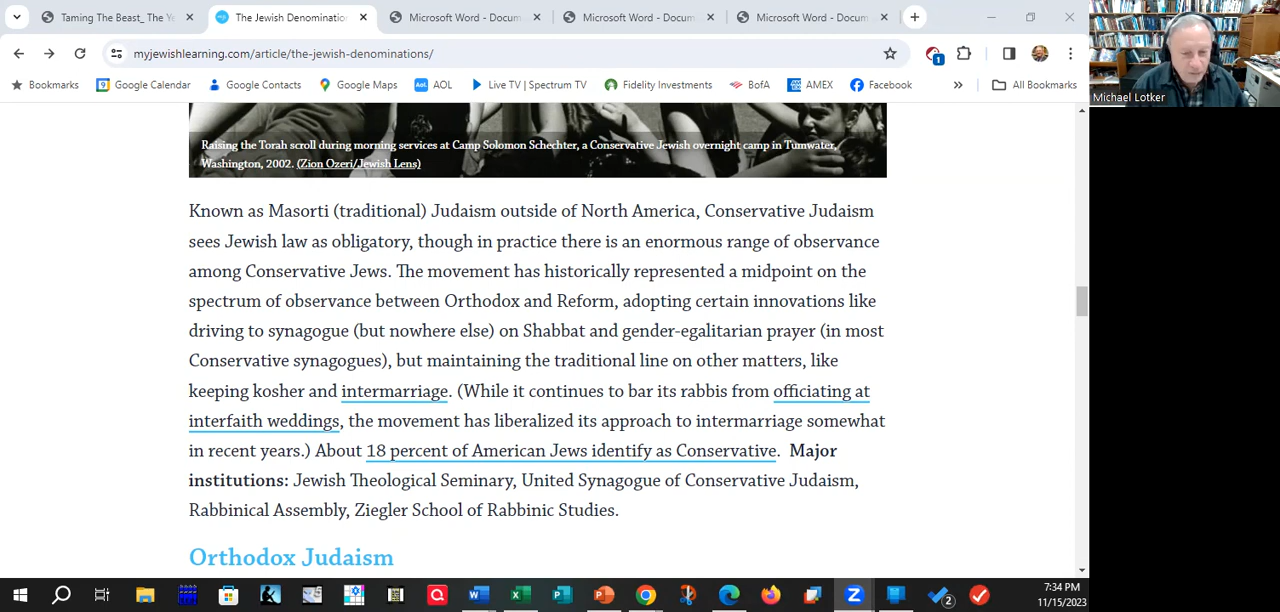 Taming The Beast_ The Ye
The Jewish Denominatio
Microsoft Word - Docum
Microsoft Word - Docum
Microsoft Word - Docum
myjewishlearning.com/article/the-jewish-denominations/
1
Bookmarks Google Calendar Google Contacts Google Maps Aol. AOL Live TV | Spectrum TV Fidelity Investments BofA AMEX Facebook » All Bookmarks
Michael Lotker
Raising the Torah scroll during morning services at Camp Solomon Schechter, a Conservative Jewish overnight camp in Tumwater,
Washington, 2002. (Zion Ozeri/Jewish Lens)
Known as Masorti (traditional) Judaism outside of North America, Conservative Judaism
sees Jewish law as obligatory, though in practice there is an enormous range of observance
among Conservative Jews. The movement has historically represented a midpoint on the
spectrum of observance between Orthodox and Reform, adopting certain innovations like
driving to synagogue (but nowhere else) on Shabbat and gender-egalitarian prayer (in most
Conservative synagogues), but maintaining the traditional line on other matters, like
keeping kosher and intermarriage. (While it continues to bar its rabbis from officiating at
interfaith weddings, the movement has liberalized its approach to intermarriage somewhat
in recent years.) About 18 percent of American Jews identify as Conservative. Major
institutions: Jewish Theological Seminary, United Synagogue of Conservative Judaism,
Rabbinical Assembly, Ziegler School of Rabbinic Studies.
Orthodox Judaism
2
7:34 PM
11/15/2023